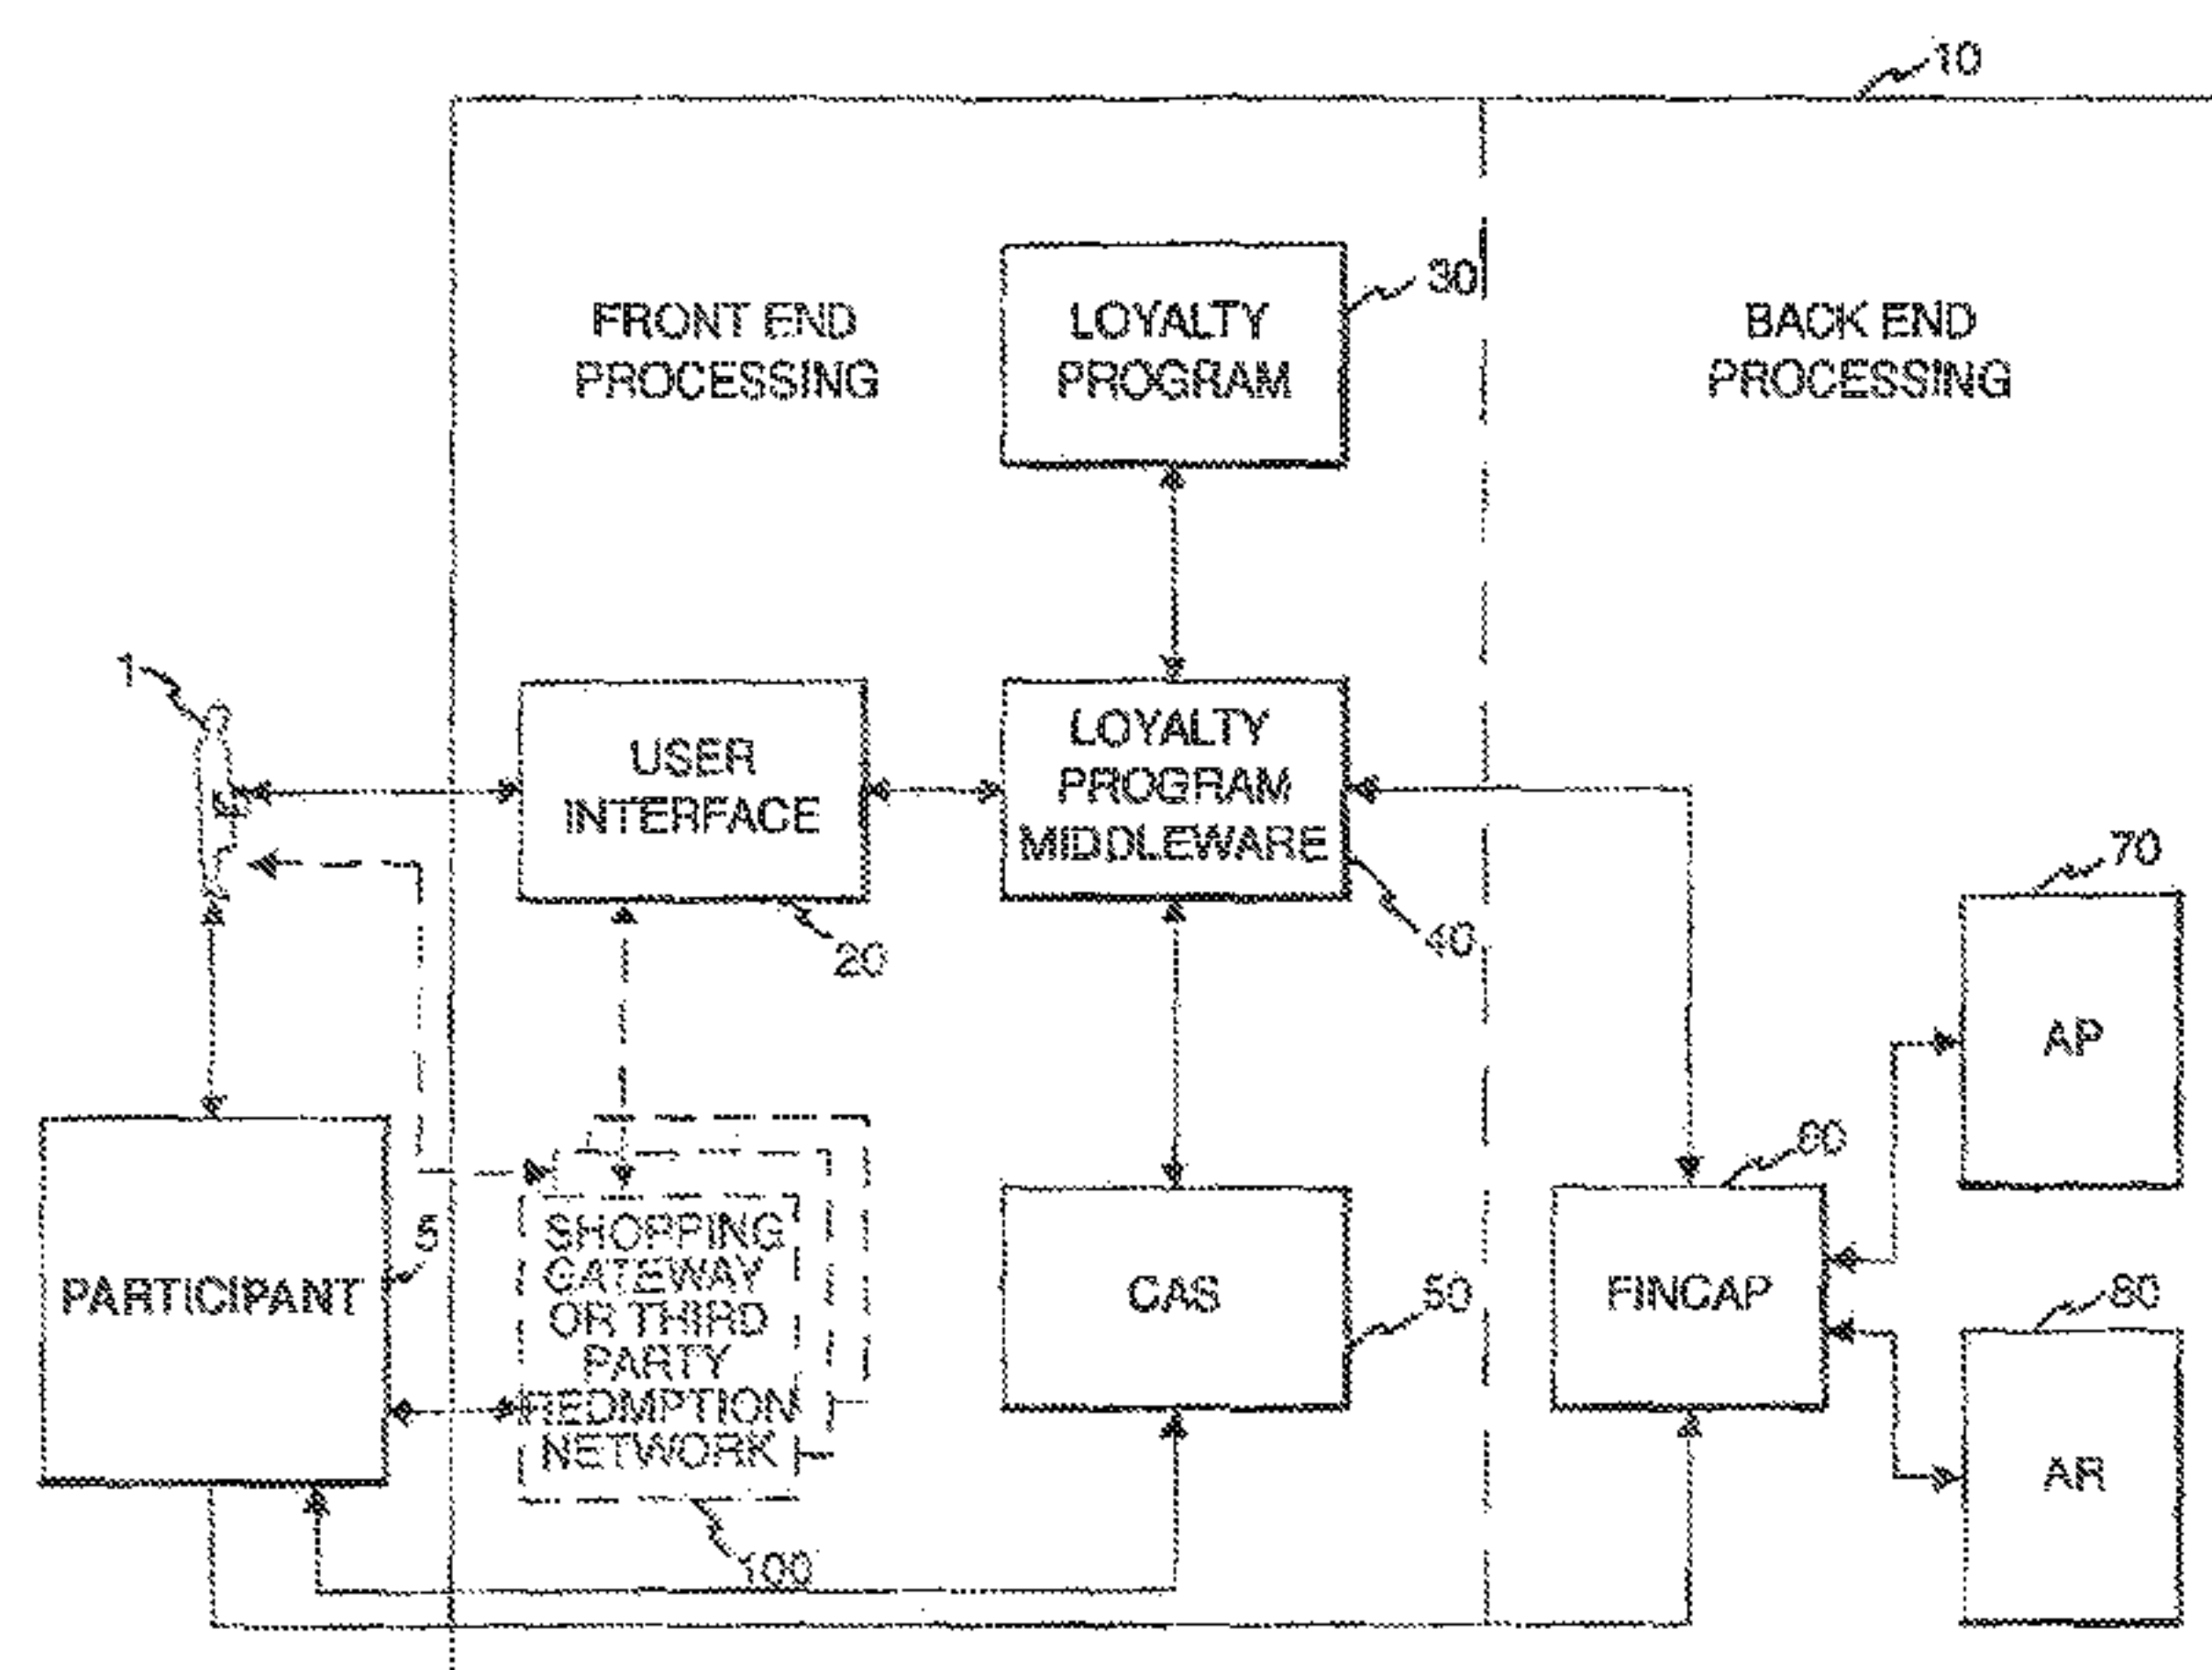 10
30
FRONT END
PROCESSING
LOYALTY
PROGRAM
BACK END
PROCESSING
1
USER
INTERFACE
20
LOYALTY
PROGRAM
MIDDLEWARE
40
70
AP
5
PARTICIPANT
SHOPPING
GATEWAY
OR THIRD
PARTY
REDMPTION
NETWORK
100
CAS
50
60
FINCAP
80
AR